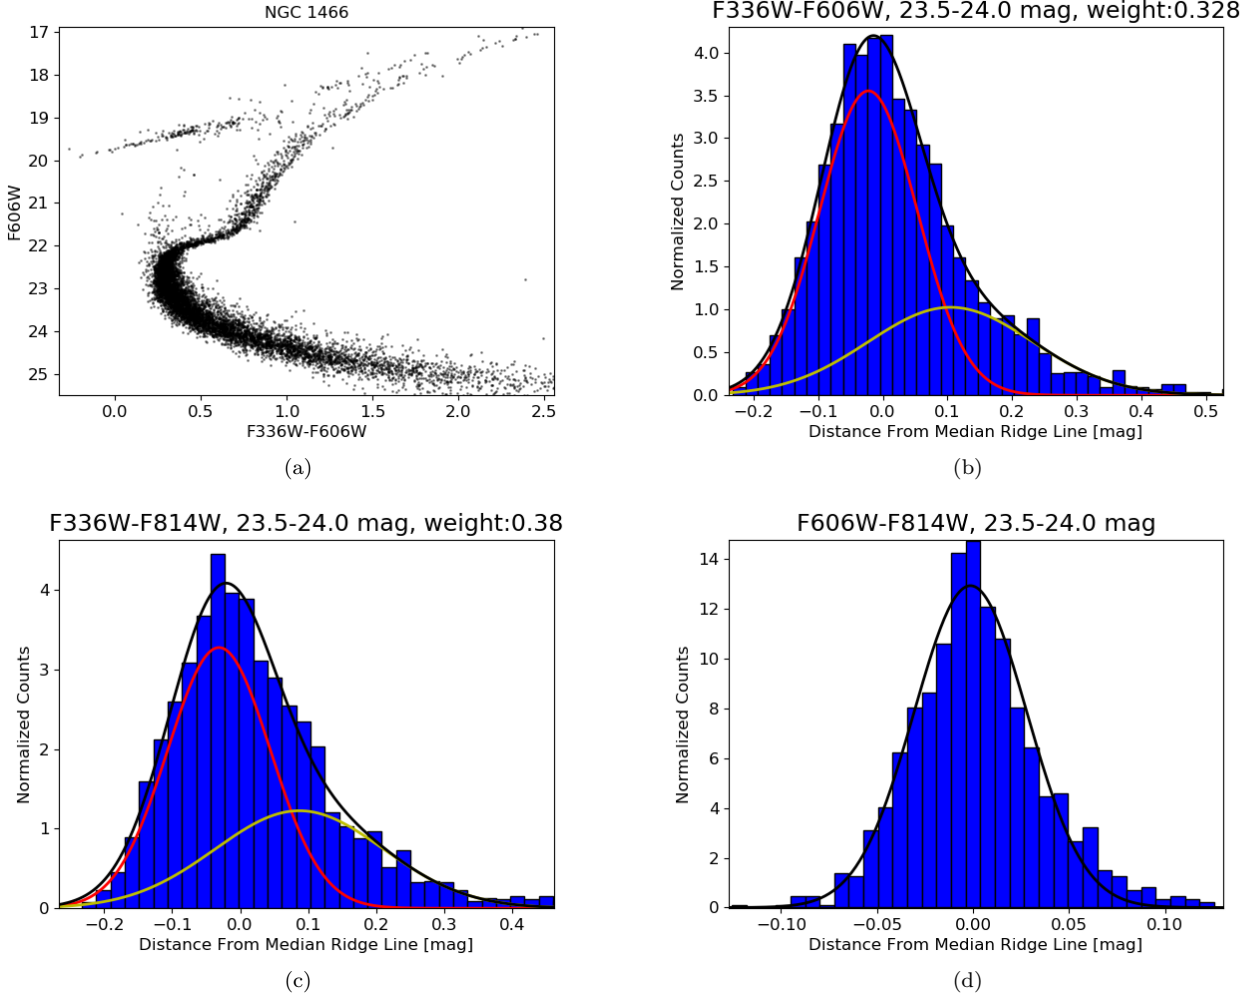 NGC 1466
17
18
19
20
21
22
23
24
25
F606W
0.0 0.5 1.0 1.5 2.0 2.5
F336W-F606W
(a)
F336W-F606W, 23.5-24.0 mag, weight:0.328
4.0
3.5
3.0
2.5
2.0
1.5
1.0
0.5
0.0
Normalized Counts
−0.2 −0.1 0.0 0.1 0.2 0.3 0.4 0.5
Distance From Median Ridge Line [mag]
(b)
F336W-F814W, 23.5-24.0 mag, weight:0.38
4
3
2
1
0
Normalized Counts
−0.2 −0.1 0.0 0.1 0.2 0.3 0.4
Distance From Median Ridge Line [mag]
(c)
F606W-F814W, 23.5-24.0 mag
14
12
10
8
6
4
2
0
Normalized Counts
−0.10 −0.05 0.00 0.05 0.10
Distance From Median Ridge Line [mag]
(d)